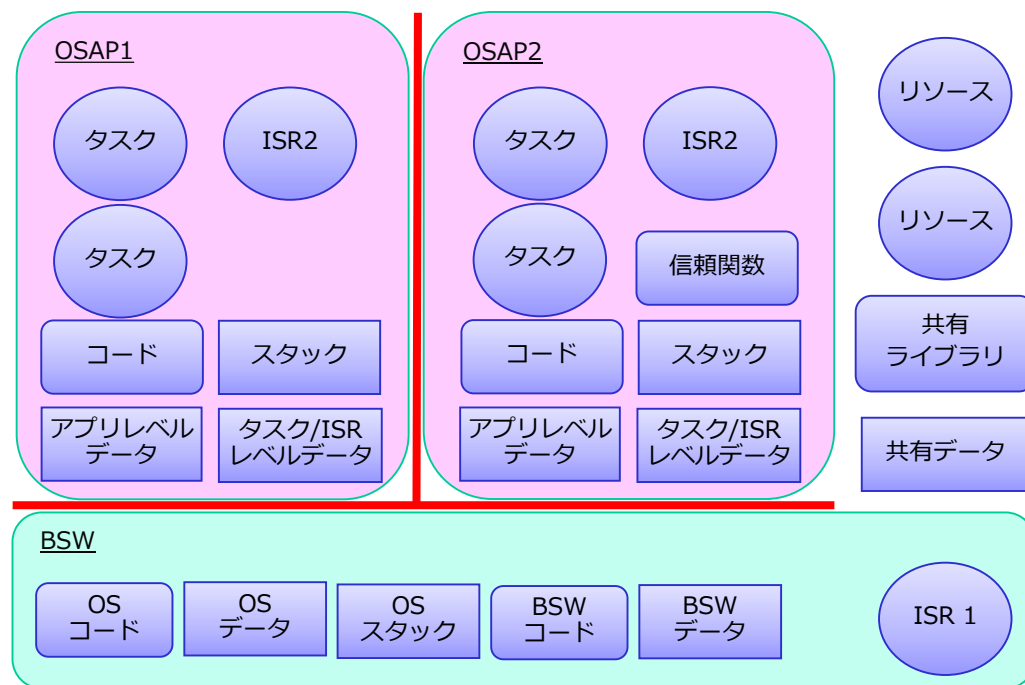 OSAP1
タスク
ISR2
タスク
コード
スタック
アプリレベル
データ
タスク/ISR
レベルデータ
OSAP2
タスク
ISR2
タスク
信頼関数
コード
スタック
アプリレベル
データ
タスク/ISR
レベルデータ
リソース
リソース
共有
ライブラリ
共有データ
BSW
OS
コード
OS
データ
OS
スタック
BSW
コード
BSW
データ
ISR 1